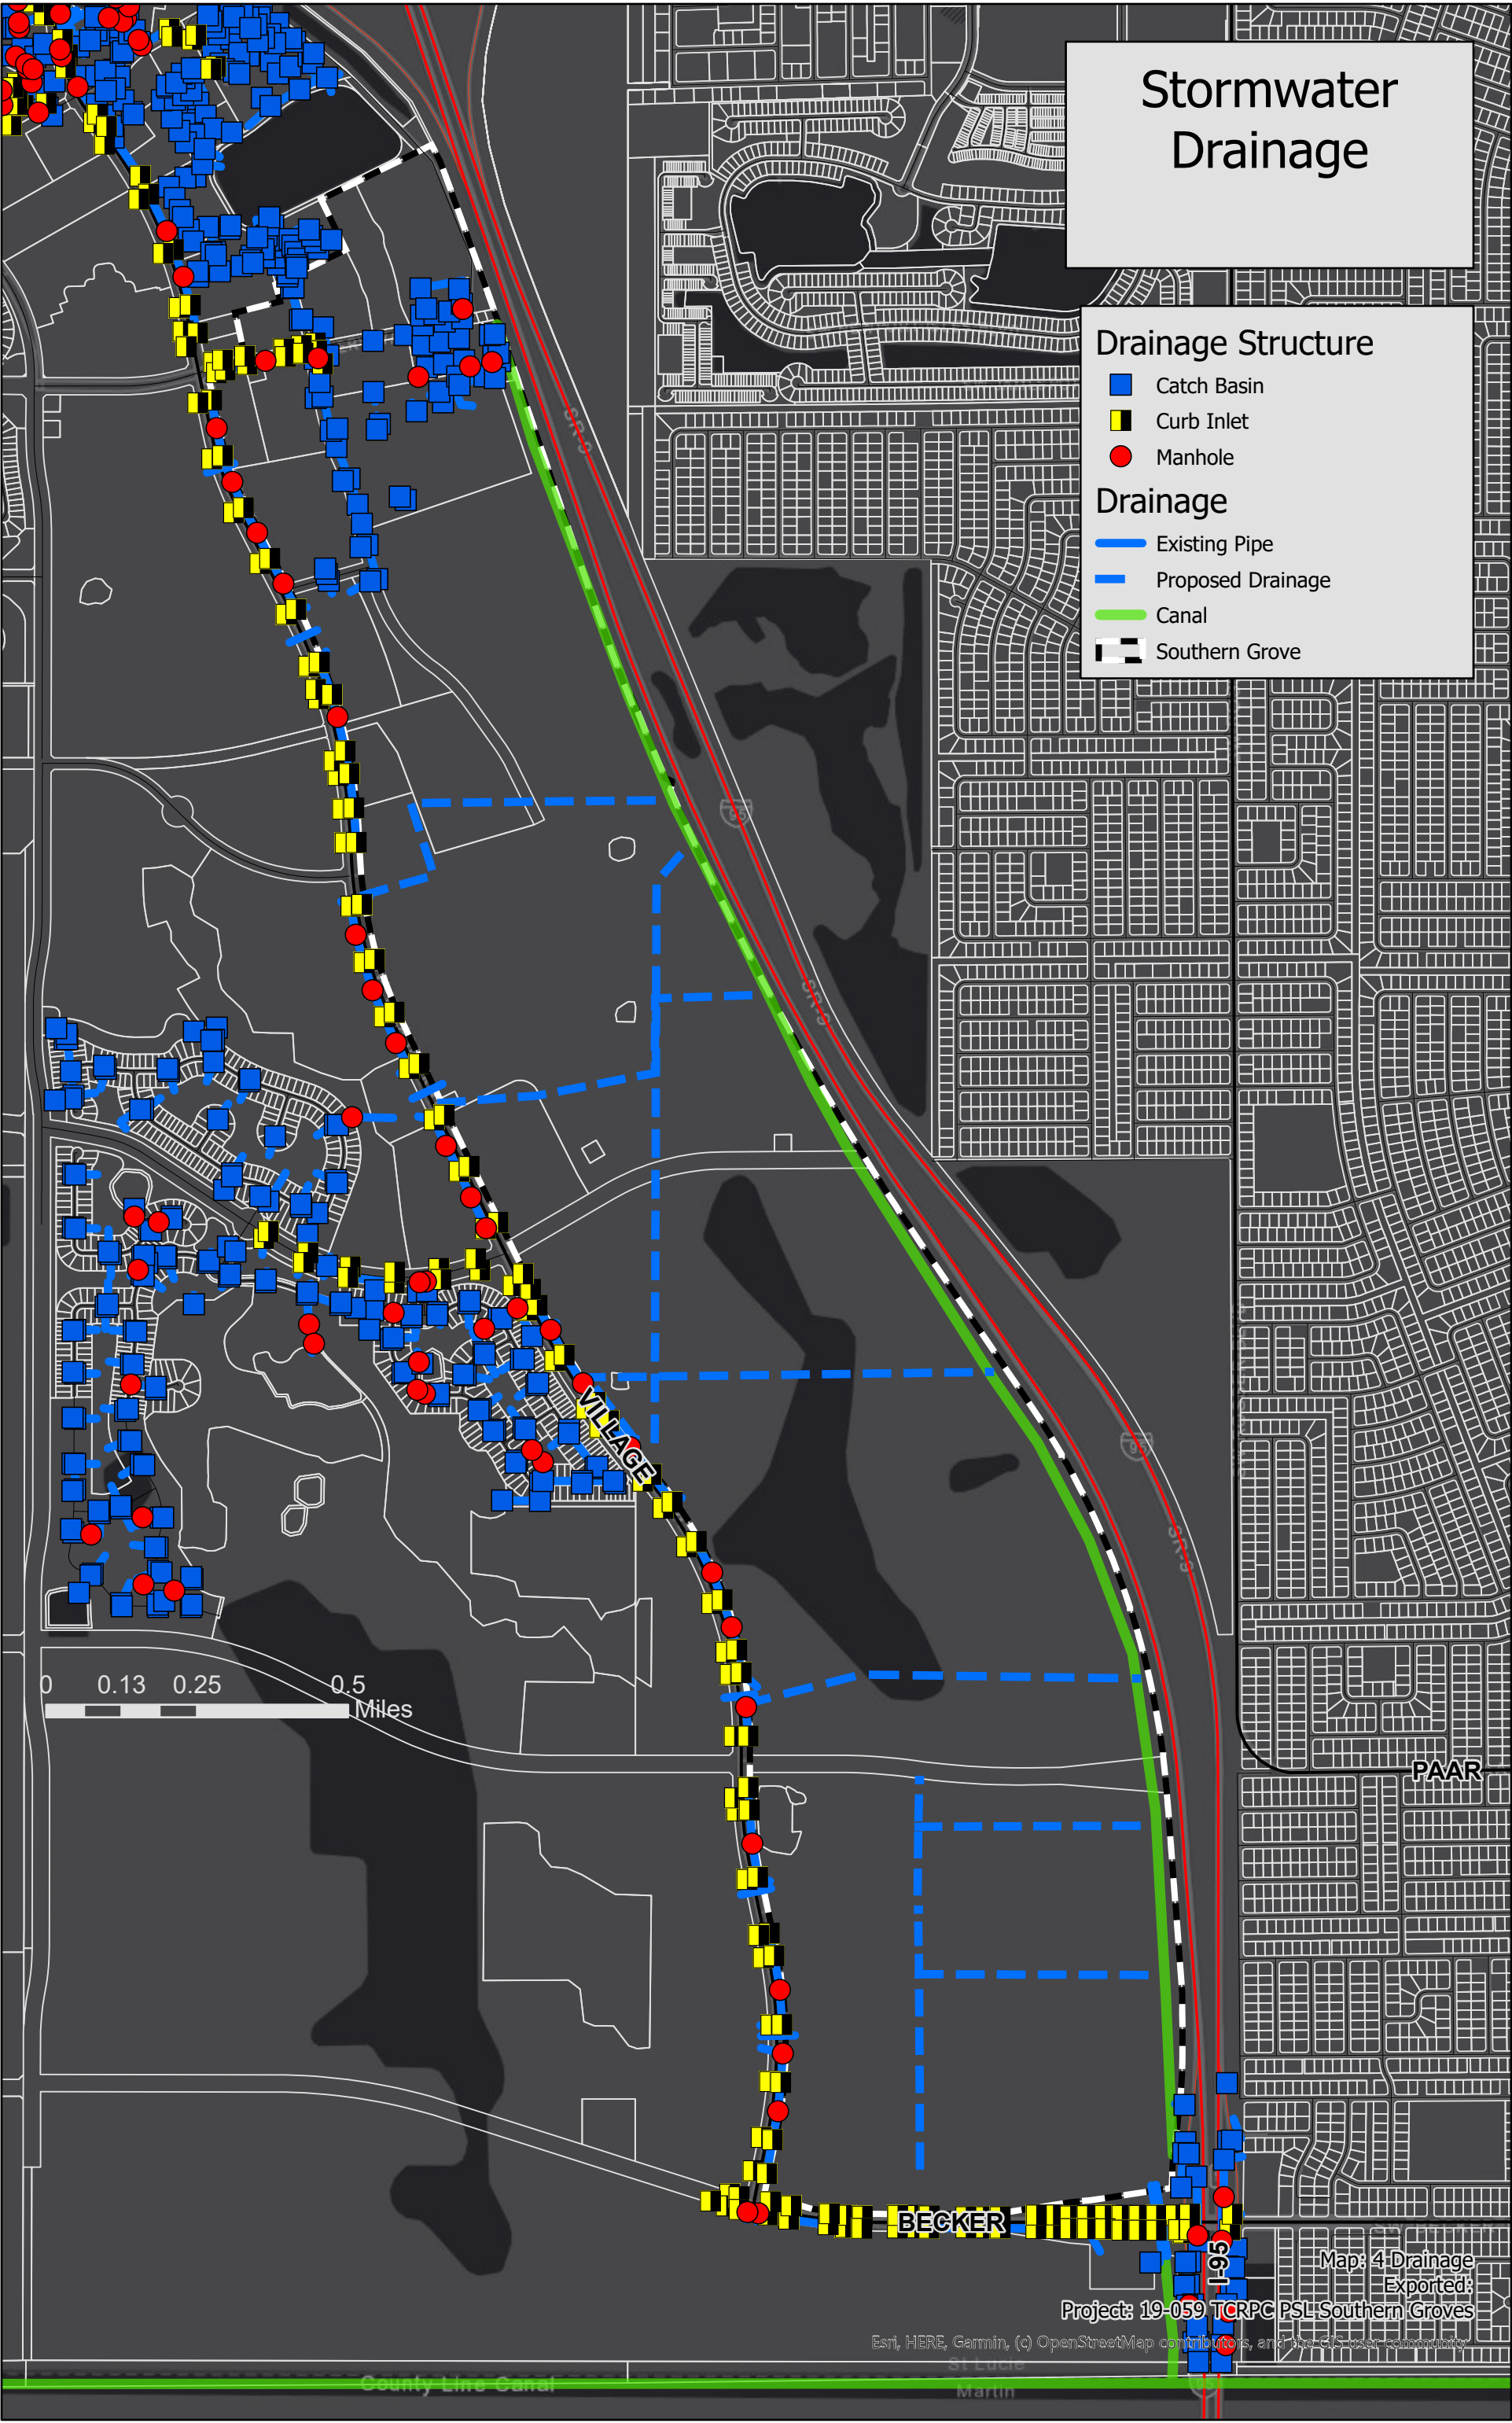 Stormwater
Drainage
Drainage Structure
Catch Basin
Curb Inlet
Manhole
Drainage
Existing Pipe
Proposed Drainage
Canal
Southern Grove
SR-9
95
SR-9
VILLAGE
95
SR-9
0 0.13 0.25 0.5
Miles
PAAR
BECKER
I-95
Map: 4 Drainage
Exported:
Project: 19-059 TCRPC PSL Southern Groves
Esri, HERE, Garmin, (c) OpenStreetMap contributors, and the GIS user community
St Lucie
County Line Canal
Martin
95